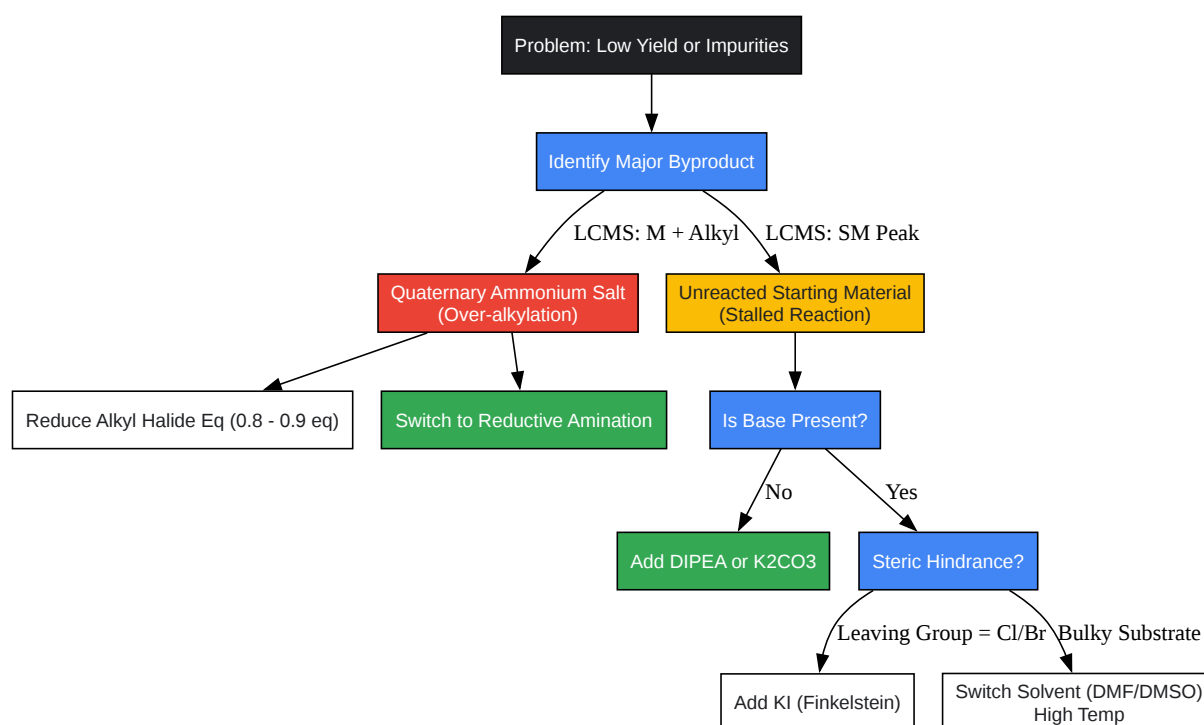 Problem: Low Yield or Impurities
Identify Major Byproduct
LCMS: M + Alkyl
LCMS: SM Peak
Quaternary Ammonium Salt
(Over-alkylation)
Unreacted Starting Material
(Stalled Reaction)
Reduce Alkyl Halide Eq (0.8 - 0.9 eq)
Switch to Reductive Amination
Is Base Present?
No
Yes
Add DIPEA or K2CO3
Steric Hindrance?
Leaving Group = Cl/Br
Bulky Substrate
Add KI (Finkelstein)
Switch Solvent (DMF/DMSO)
High Temp